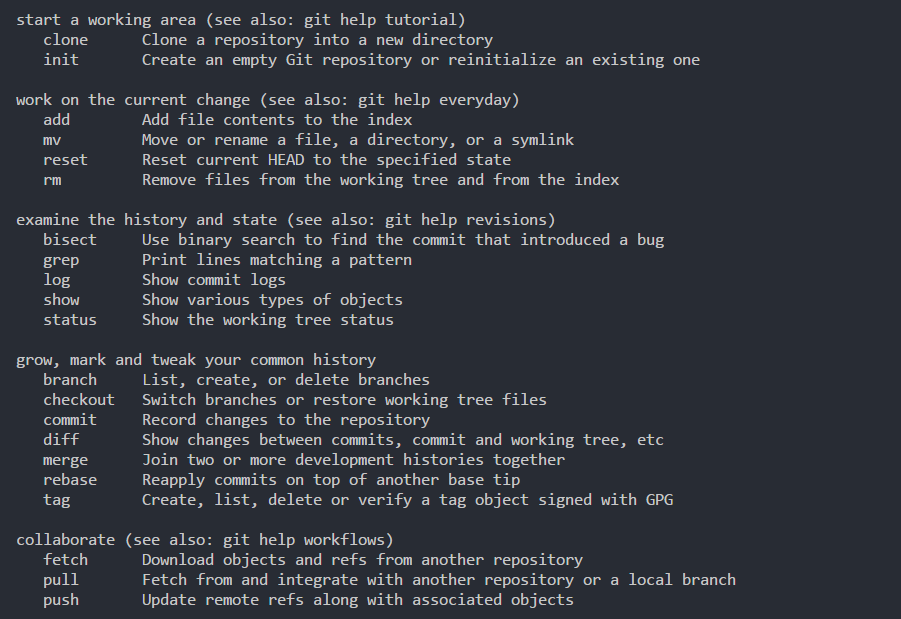 start a working area (see also: git help tutorial)
   clone      Clone a repository into a new directory
   init       Create an empty Git repository or reinitialize an existing one

work on the current change (see also: git help everyday)
   add        Add file contents to the index
   mv         Move or rename a file, a directory, or a symlink
   reset      Reset current HEAD to the specified state
   rm         Remove files from the working tree and from the index

examine the history and state (see also: git help revisions)
   bisect     Use binary search to find the commit that introduced a bug
   grep       Print lines matching a pattern
   log        Show commit logs
   show       Show various types of objects
   status     Show the working tree status

grow, mark and tweak your common history
   branch     List, create, or delete branches
   checkout   Switch branches or restore working tree files
   commit     Record changes to the repository
   diff       Show changes between commits, commit and working tree, etc
   merge      Join two or more development histories together
   rebase     Reapply commits on top of another base tip
   tag        Create, list, delete or verify a tag object signed with GPG

collaborate (see also: git help workflows)
   fetch      Download objects and refs from another repository
   pull       Fetch from and integrate with another repository or a local branch
   push       Update remote refs along with associated objects